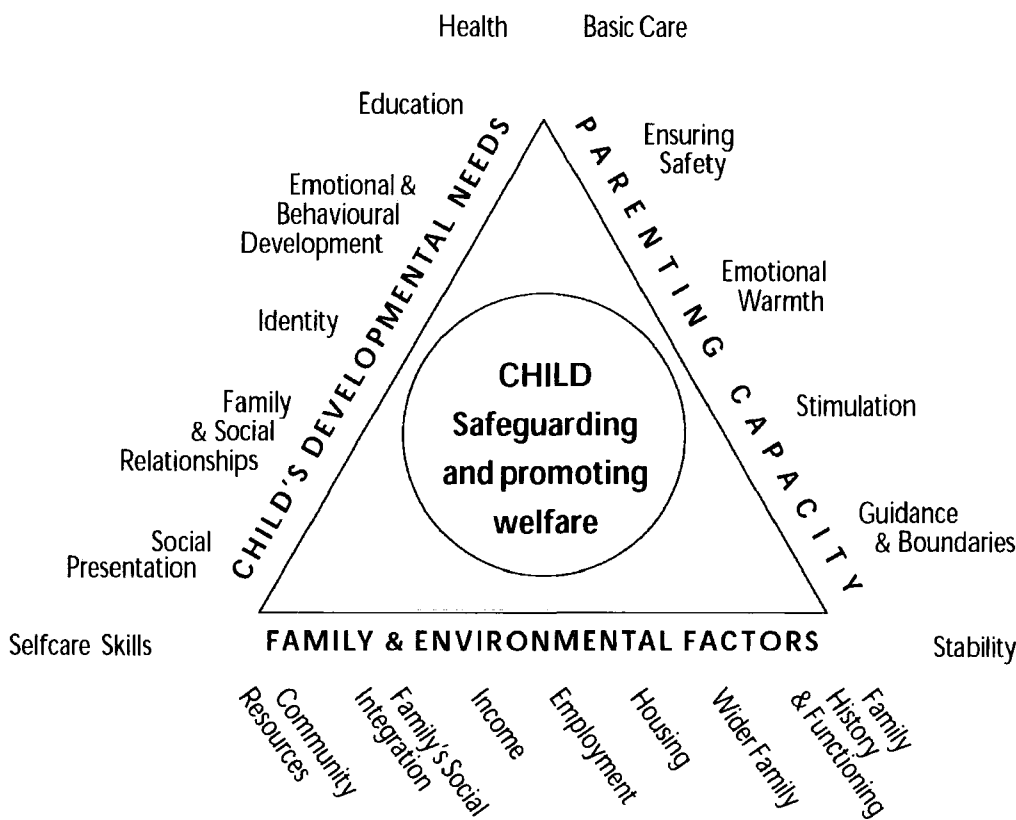 Health
Basic Care
Education
Ensuring
Safety
Emotional &
Behavioural
Development
Emotional
Warmth
Identity
Stimulation
Family
& Social
Relationships
Guidance
& Boundaries
Social
Presentation
Selfcare Skills
Stability
CHILD'S DEVELOPMENTAL NEEDS
PARENTING CAPACITY
CHILD
Safeguarding
and promoting
welfare
FAMILY & ENVIRONMENTAL FACTORS
Community
Resources
Family's Social
Integration
Income
Employment
Housing
Wider Family
Family
History
& Functioning